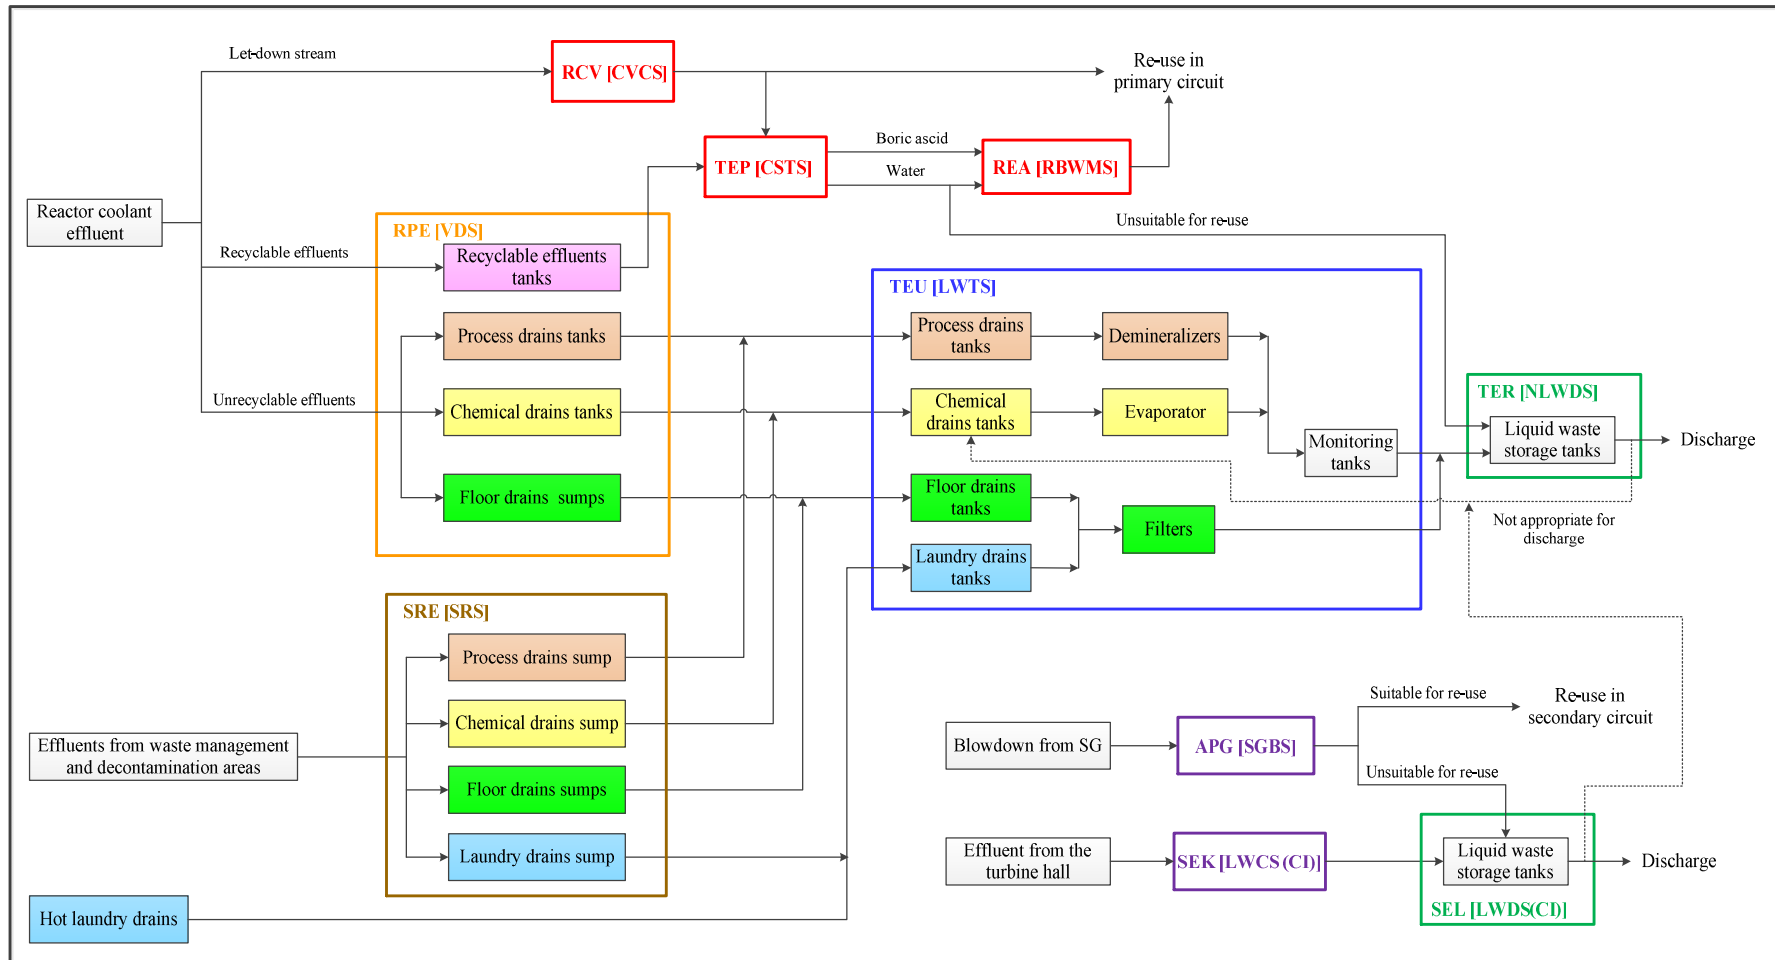 Let-down stream
RCV [CVCS]
Re-use in
primary circuit
Boric ascid
TEP [CSTS]
Water
REA [RBWMS]
Reactor coolant
effluent
Unsuitable for re-use
RPE [VDS]
Recyclable effluents
Recyclable effluents
tanks
TEU [LWTS]
Process drains tanks
Process drains
tanks
Demineralizers
Unrecyclable effluents
Chemical drains tanks
Chemical
drains tanks
Evaporator
TER [NLWDS]
Liquid waste
storage tanks
Discharge
Monitoring
tanks
Floor drains sumps
Floor drains
tanks
Filters
Not appropriate for
discharge
Laundry drains
tanks
SRE [SRS]
Process drains sump
Chemical drains sump
Effluents from waste management
and decontamination areas
Floor drains sumps
Laundry drains sump
Hot laundry drains
Suitable for re-use
Re-use in
secondary circuit
Blowdown from SG
APG [SGBS]
Unsuitable for re-use
Effluent from the
turbine hall
SEK [LWCS (CI)]
Liquid waste
storage tanks
Discharge
SEL [LWDS(CI)]